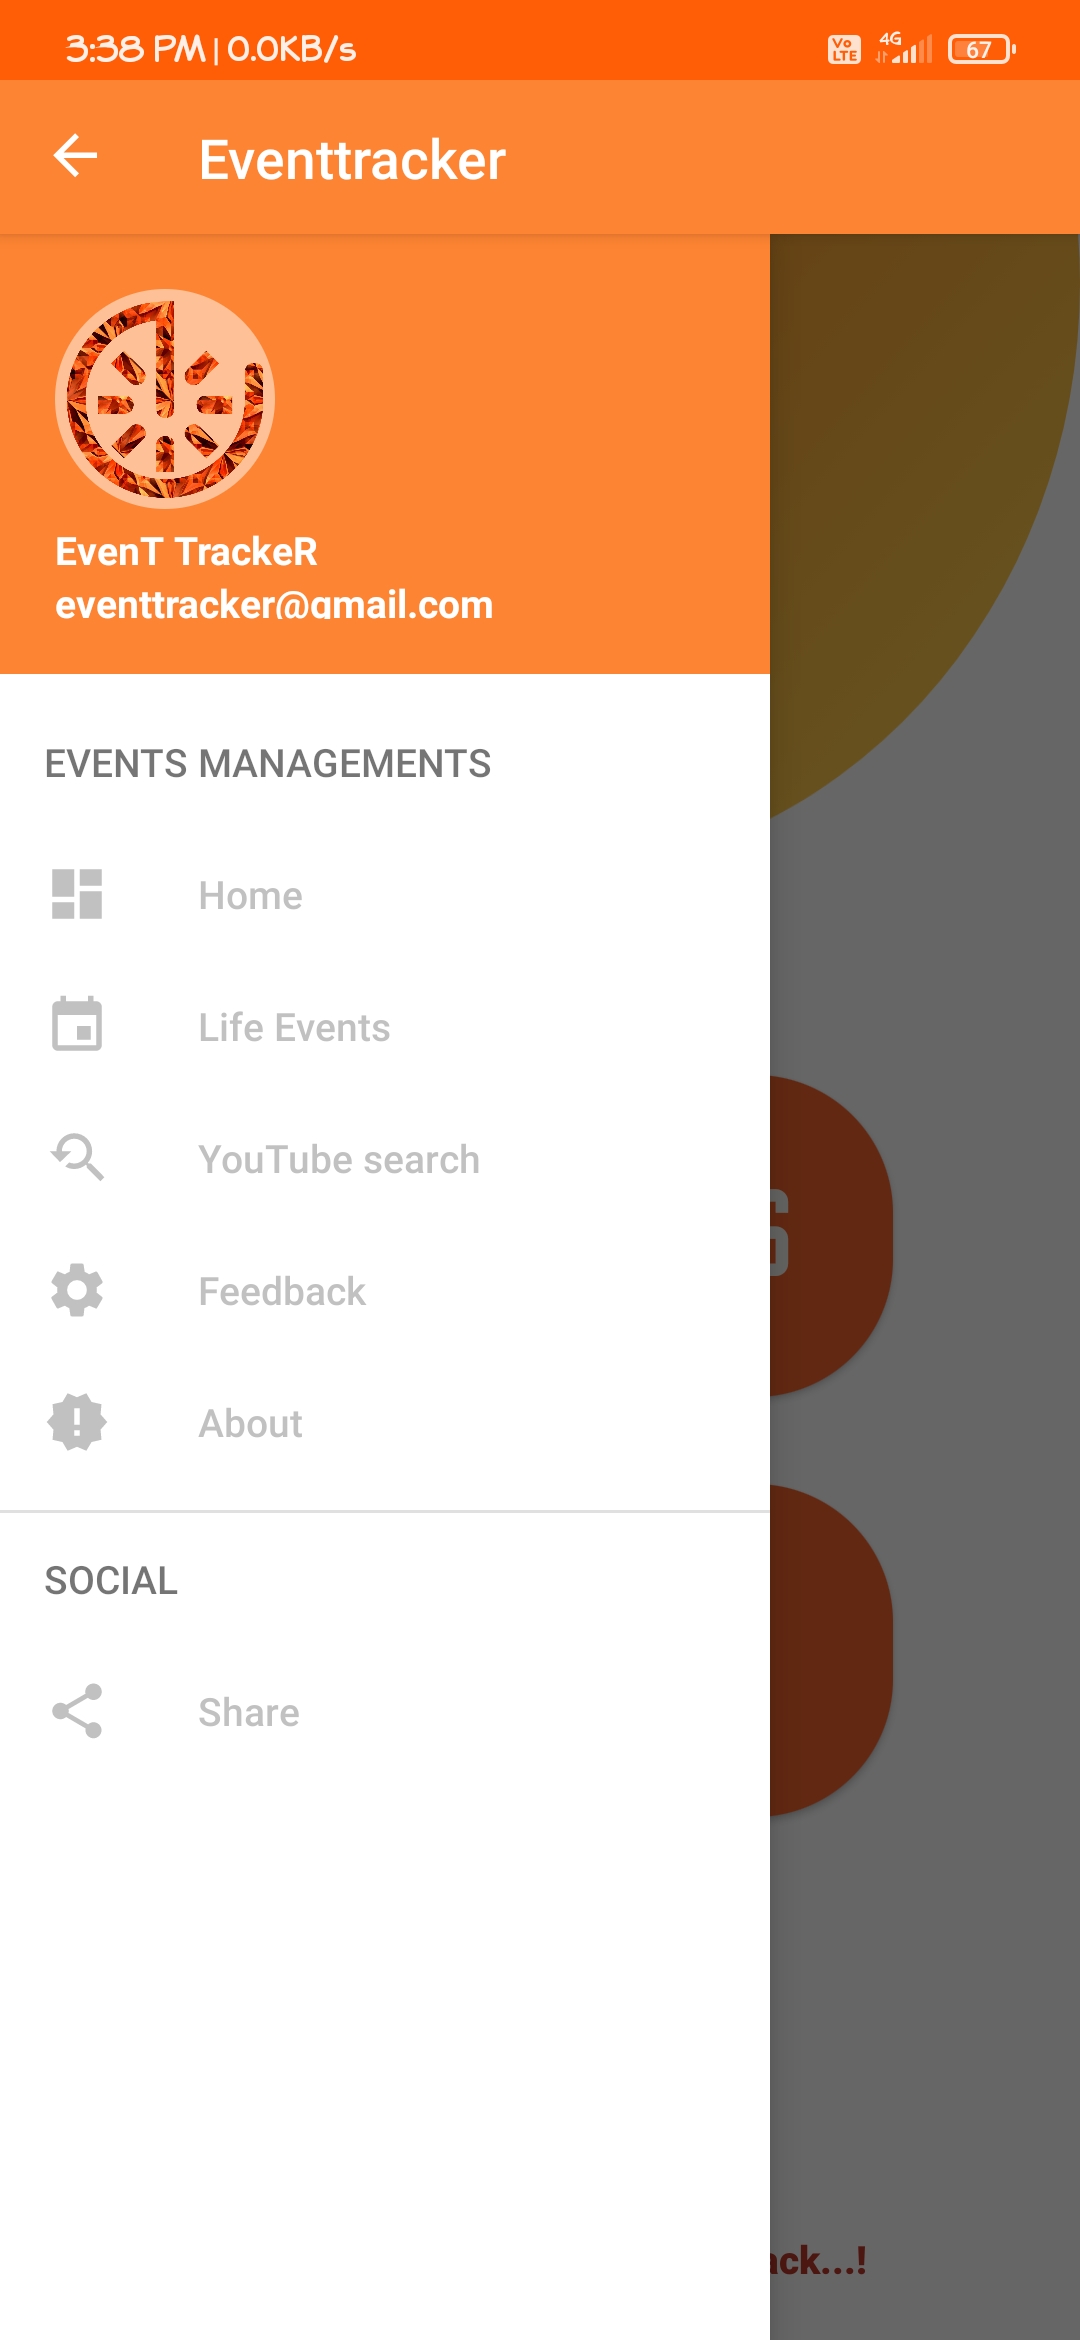 3:38 PM | 0.0KB/s Vo LTE 4G 67
Eventtracker
EvenT TrackeR
eventtracker@gmail.com
EVENTS MANAGEMENTS
Home
Life Events
YouTube search
Feedback
About
SOCIAL
Share
ack...!